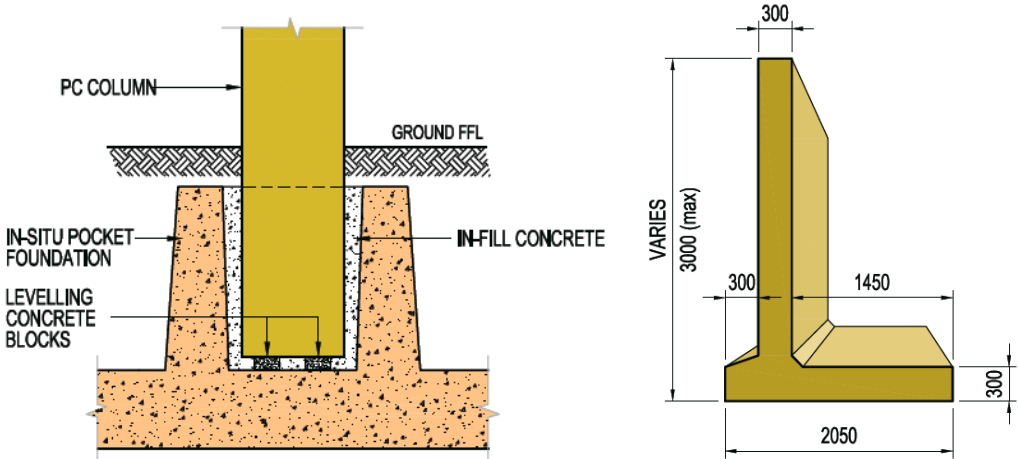 PC COLUMN
GROUND FFL
IN-SITU POCKET
FOUNDATION
IN-FILL CONCRETE
LEVELLING
CONCRETE
BLOCKS
300
VARIES
3000 (max)
300
1450
300
2050